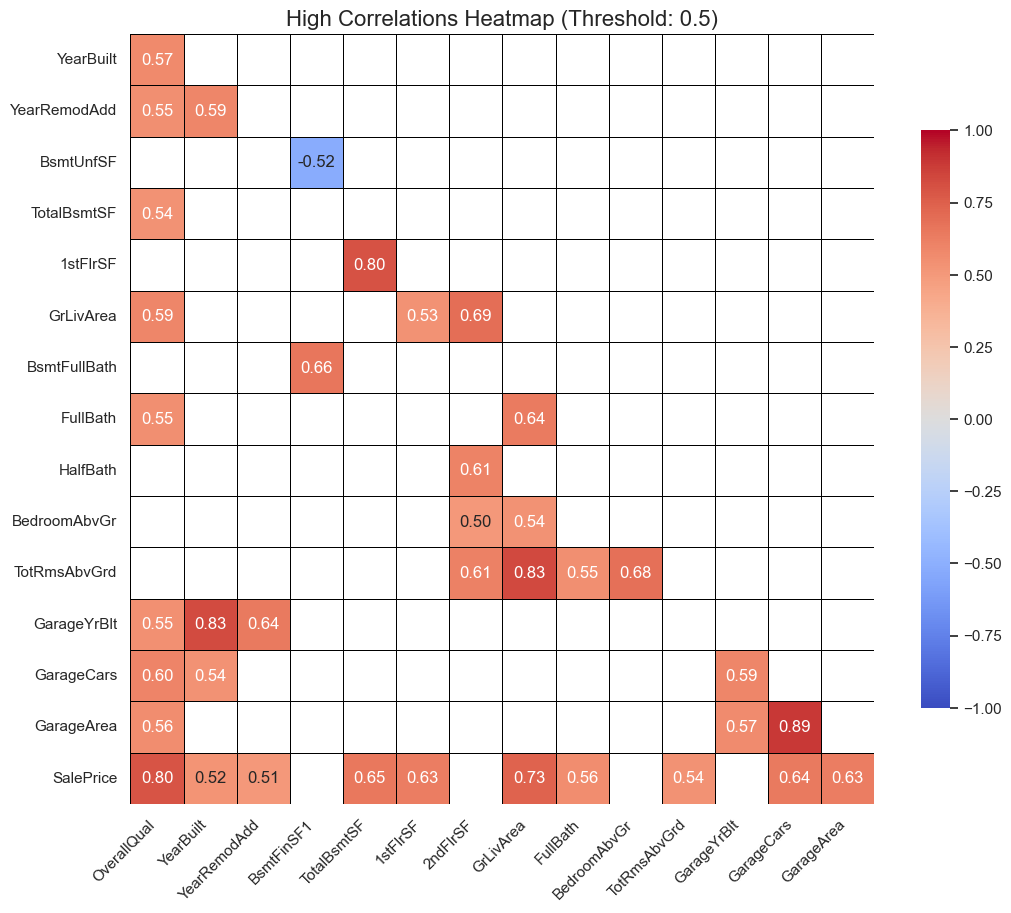 High Correlations Heatmap (Threshold: 0.5)
YearBuilt 0.57
YearRemodAdd 0.55 0.59
BsmtUnfSF -0.52
TotalBsmtSF 0.54
1stFlrSF 0.80
GrLivArea 0.59 0.53 0.69
BsmtFullBath 0.66
FullBath 0.55 0.64
HalfBath 0.61
BedroomAbvGr 0.50 0.54
TotRmsAbvGrd 0.61 0.83 0.55 0.68
GarageYrBlt 0.55 0.83 0.64
GarageCars 0.60 0.54 0.59
GarageArea 0.56 0.57 0.89
SalePrice 0.80 0.52 0.51 0.65 0.63 0.73 0.56 0.54 0.64 0.63
OverallQual
YearBuilt
YearRemodAdd
BsmtFinSF1
TotalBsmtSF
1stFlrSF
2ndFlrSF
GrLivArea
FullBath
BedroomAbvGr
TotRmsAbvGrd
GarageYrBlt
GarageCars
GarageArea
1.00
0.75
0.50
0.25
0.00
−0.25
−0.50
−0.75
−1.00